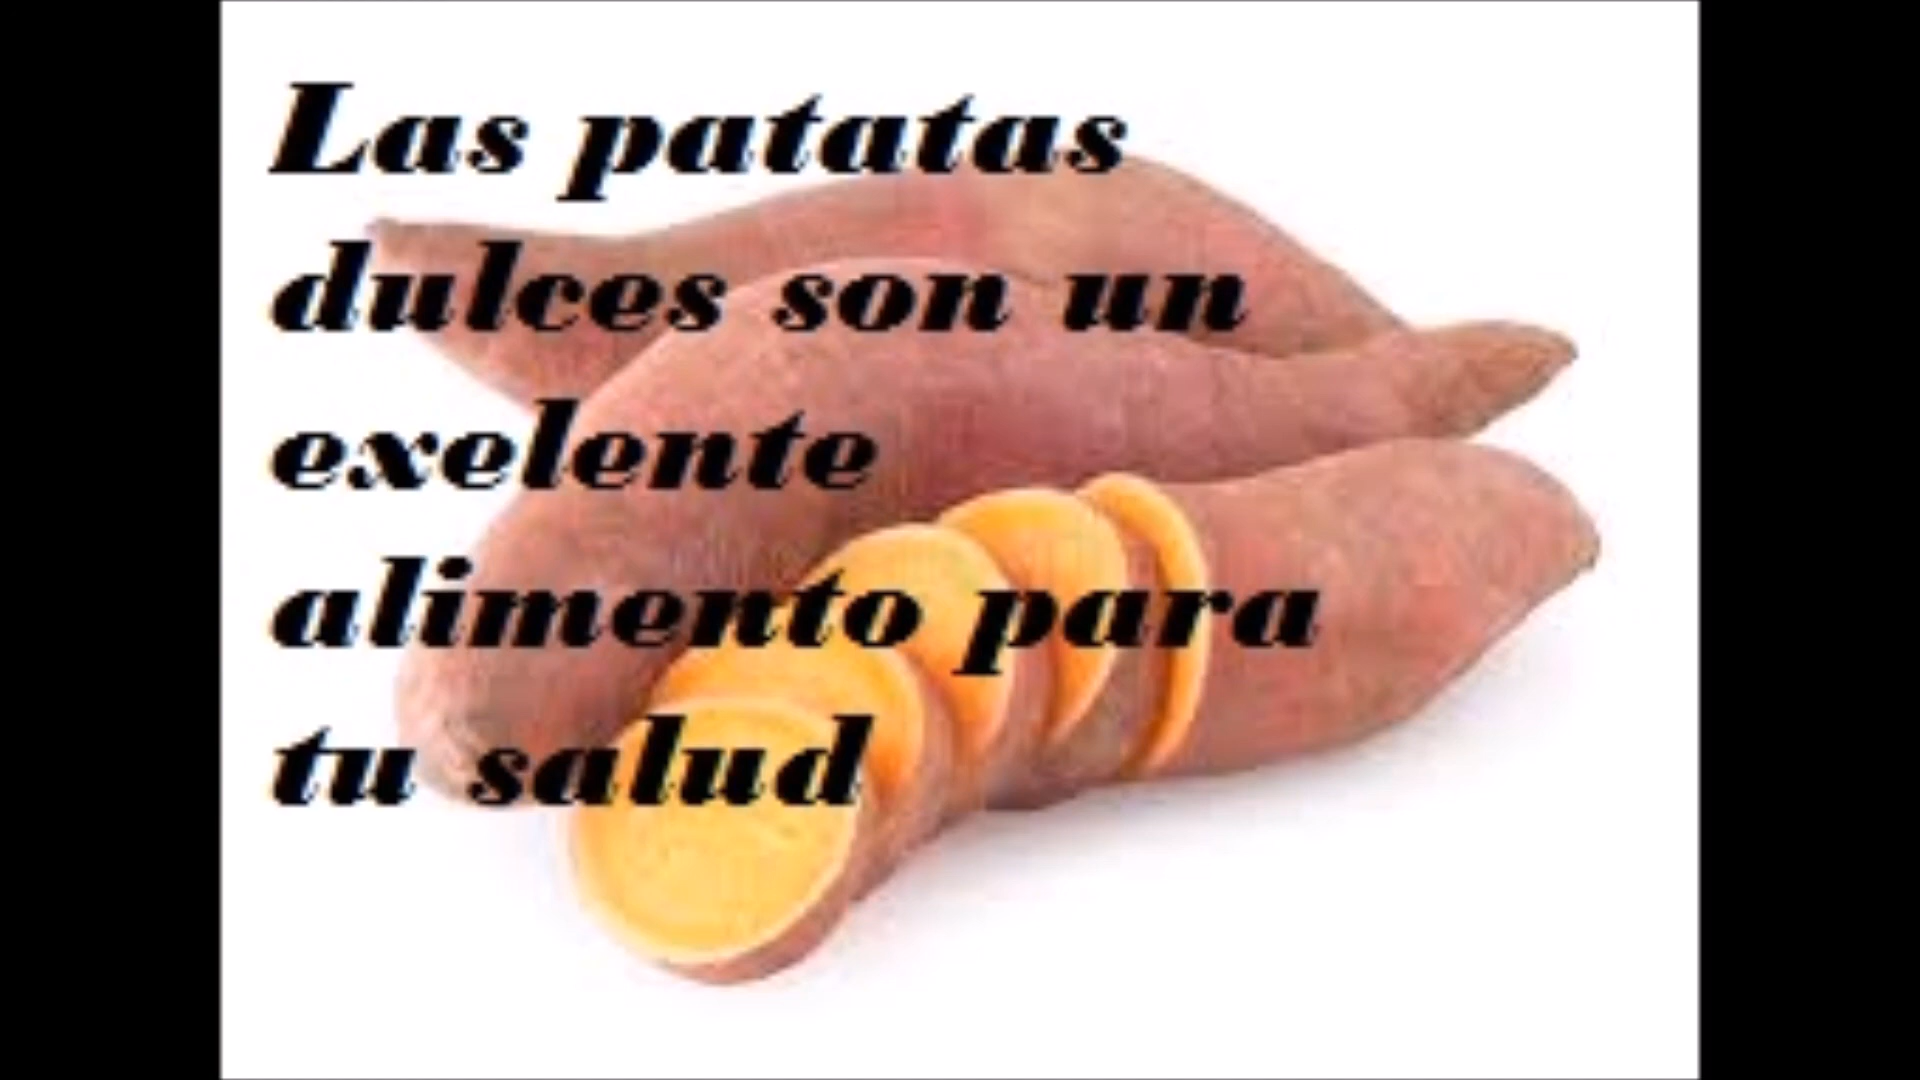 Las patatas
dulces son un
exelente
alimento para
tu salud